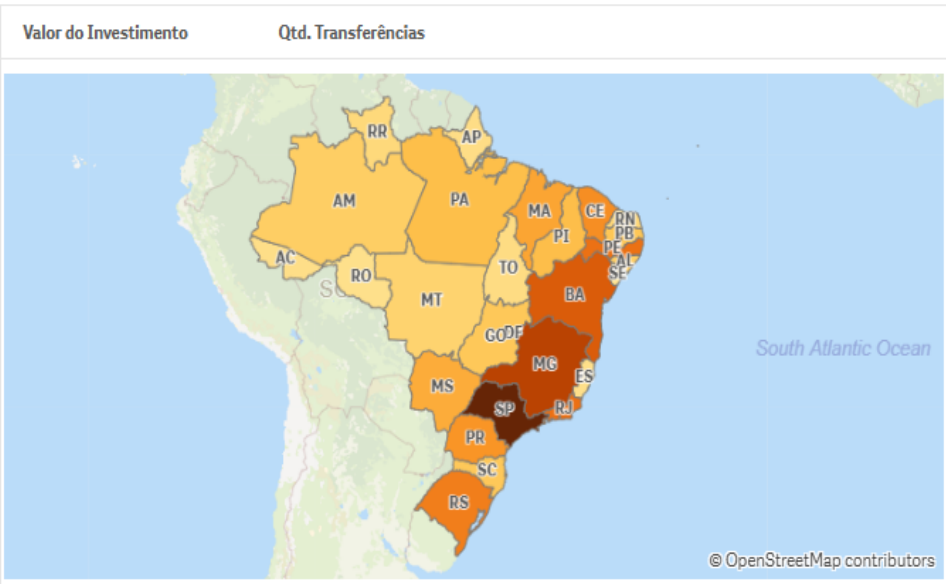 Valor do Investimento Qtd. Transferências
RR
AP
AM
PA
MA
CE
RN
PB
PI
PE
AL
SE
AC
RO
TO
BA
MT
GO
DF
MG
ES
MS
SP
RJ
PR
SC
RS
South Atlantic Ocean
© OpenStreetMap contributors